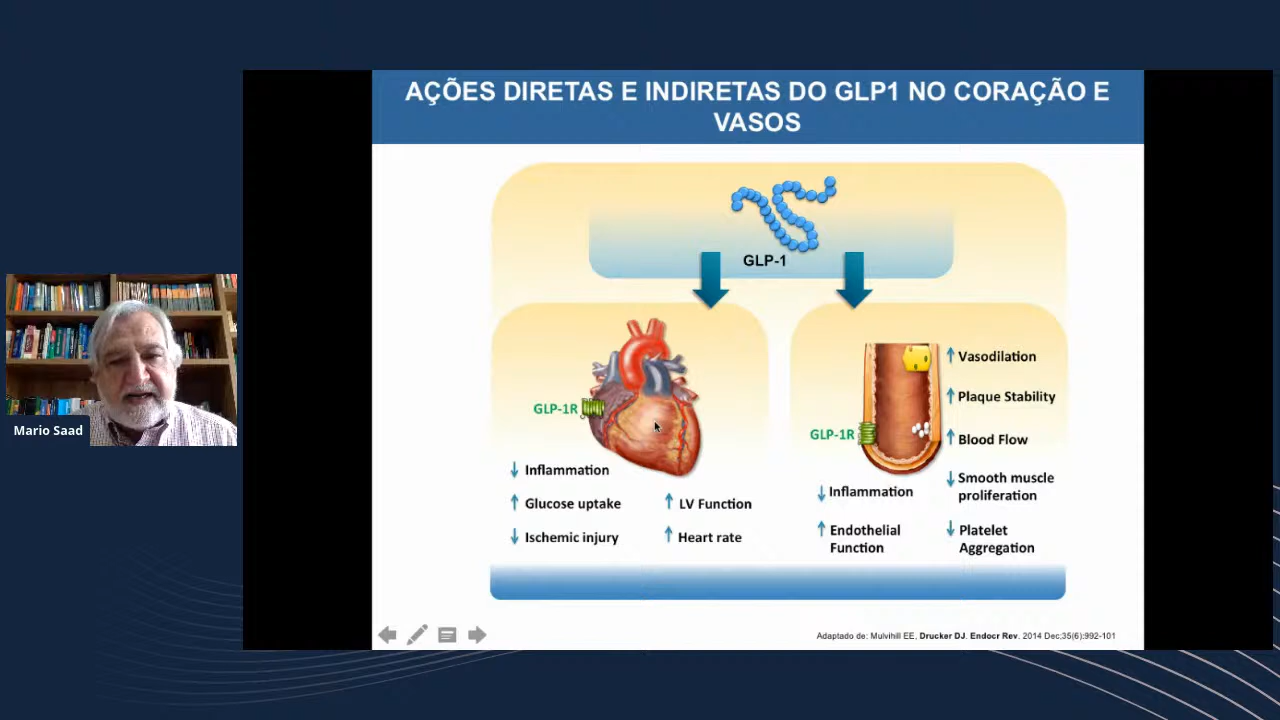 AÇÕES DIRETAS E INDIRETAS DO GLP1 NO CORAÇÃO E
VASOS
GLP-1
GLP-1R
↓ Inflammation
↑ Glucose uptake
↓ Ischemic injury
↑ LV Function
↑ Heart rate
GLP-1R
↓ Inflammation
↑ Endothelial
Function
↑ Vasodilation
↑ Plaque Stability
↑ Blood Flow
↓ Smooth muscle
proliferation
↓ Platelet
Aggregation
Adaptado de: Mulvihill EE, Drucker DJ. Endocr Rev. 2014 Dec;35(6):992-101
Mario Saad